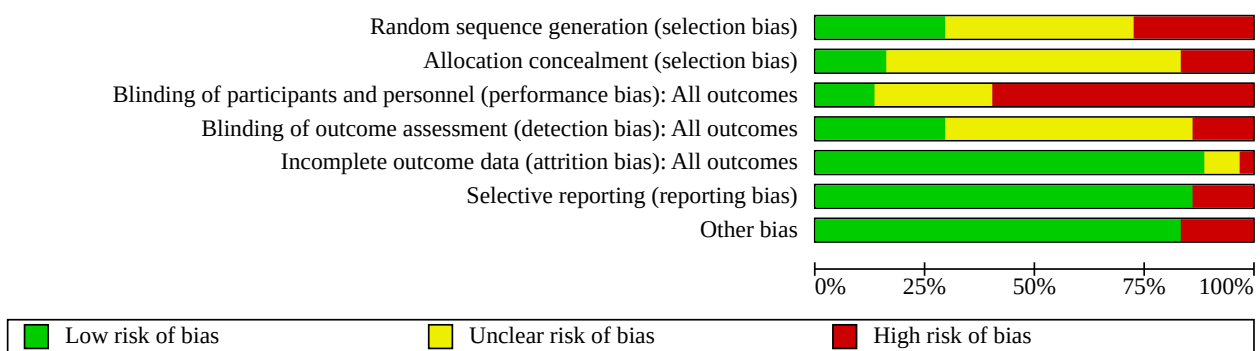 Random sequence generation (selection bias)
Allocation concealment (selection bias)
Blinding of participants and personnel (performance bias): All outcomes
Blinding of outcome assessment (detection bias): All outcomes
Incomplete outcome data (attrition bias): All outcomes
Selective reporting (reporting bias)
Other bias
0% 25% 50% 75% 100%
Low risk of bias Unclear risk of bias High risk of bias